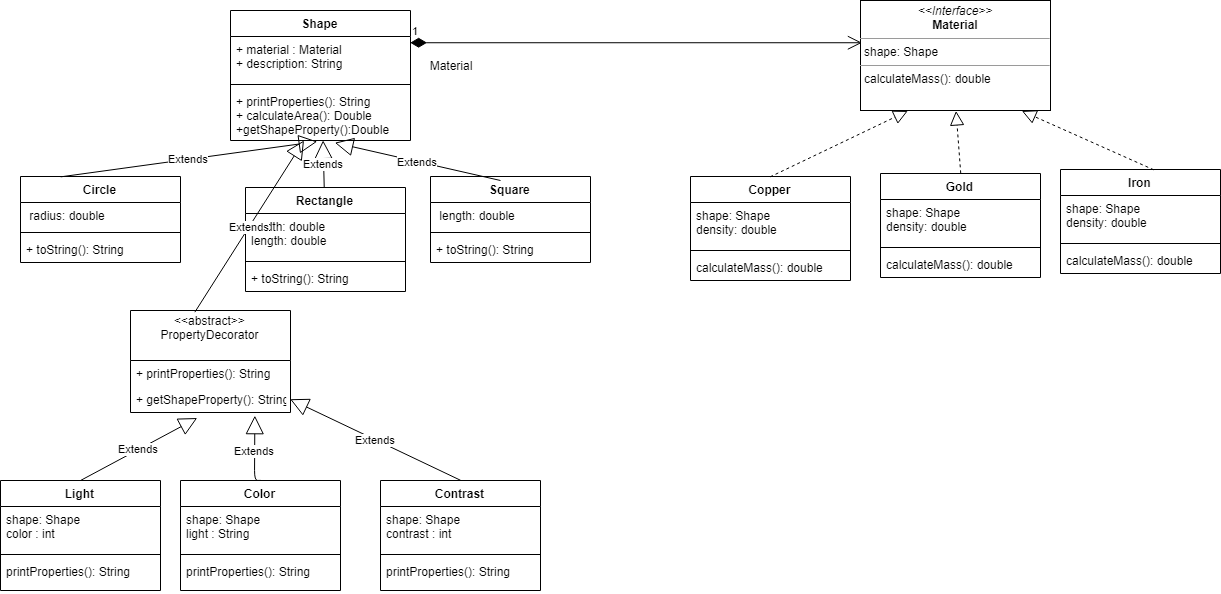 Shape
+ material : Material
+ description: String
+ printProperties(): String
+ calculateArea(): Double
+getShapeProperty():Double
1
Material
<<Interface>>
Material
shape: Shape
calculateMass(): double
Extends
Extends
Extends
Extends
Circle
radius: double
+ toString(): String
Rectangle
double
length: double
+ toString(): String
Square
length: double
+ toString(): String
Copper
shape: Shape
density: double
calculateMass(): double
Gold
shape: Shape
density: double
calculateMass(): double
Iron
shape: Shape
density: double
calculateMass(): double
<<abstract>>
PropertyDecorator
+ printProperties(): String
+ getShapeProperty(): String
Extends
Extends
Extends
Light
shape: Shape
color : int
printProperties(): String
Color
shape: Shape
light : String
printProperties(): String
Contrast
shape: Shape
contrast : int
printProperties(): String